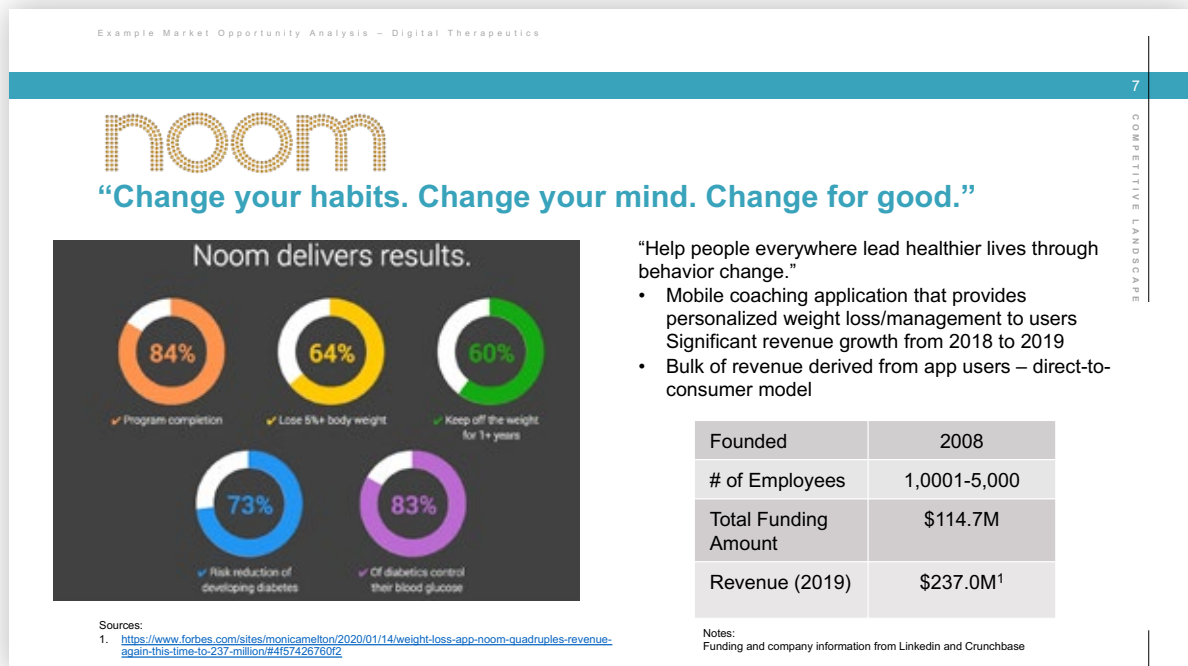 Example Market Opportunity Analysis – Digital Therapeutics
7
COMPETITIVE LANDSCAPE
noom
“Change your habits. Change your mind. Change for good.”
Noom delivers results.
84%
✔ Program completion
64%
✔ Lose 5%+ body weight
60%
✔ Keep off the weight
for 1+ years
73%
✔ Risk reduction of
developing diabetes
83%
✔ Of diabetics control
their blood glucose
“Help people everywhere lead healthier lives through
behavior change.”
• Mobile coaching application that provides
personalized weight loss/management to users
Significant revenue growth from 2018 to 2019
• Bulk of revenue derived from app users – direct-to-
consumer model
Founded 2008
# of Employees 1,0001-5,000
Total Funding $114.7M
Amount
Revenue (2019) $237.0M¹
Sources:
1. https://www.forbes.com/sites/monicamelton/2020/01/14/weight-loss-app-noom-quadruples-revenue-
again-this-time-to-237-million/#4f57426760f2
Notes:
Funding and company information from Linkedin and Crunchbase